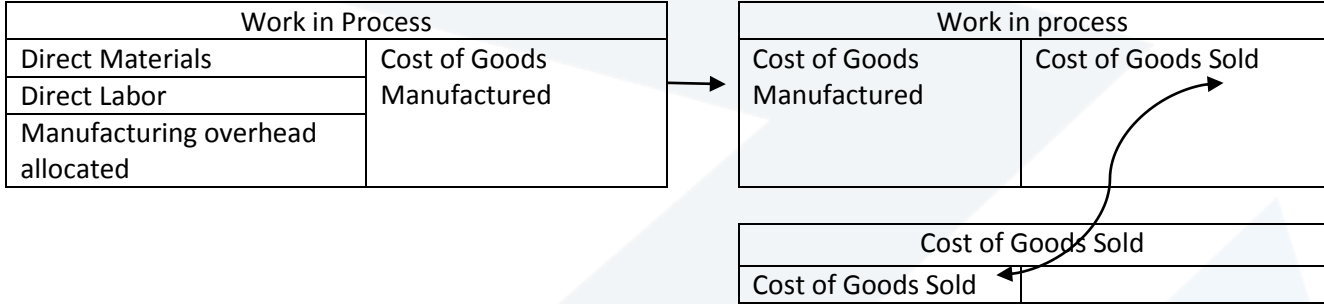 Work in Process
Direct Materials
Direct Labor
Manufacturing overhead
allocated
Cost of Goods
Manufactured
Work in process
Cost of Goods
Manufactured
Cost of Goods Sold
Cost of Goods Sold
Cost of Goods Sold